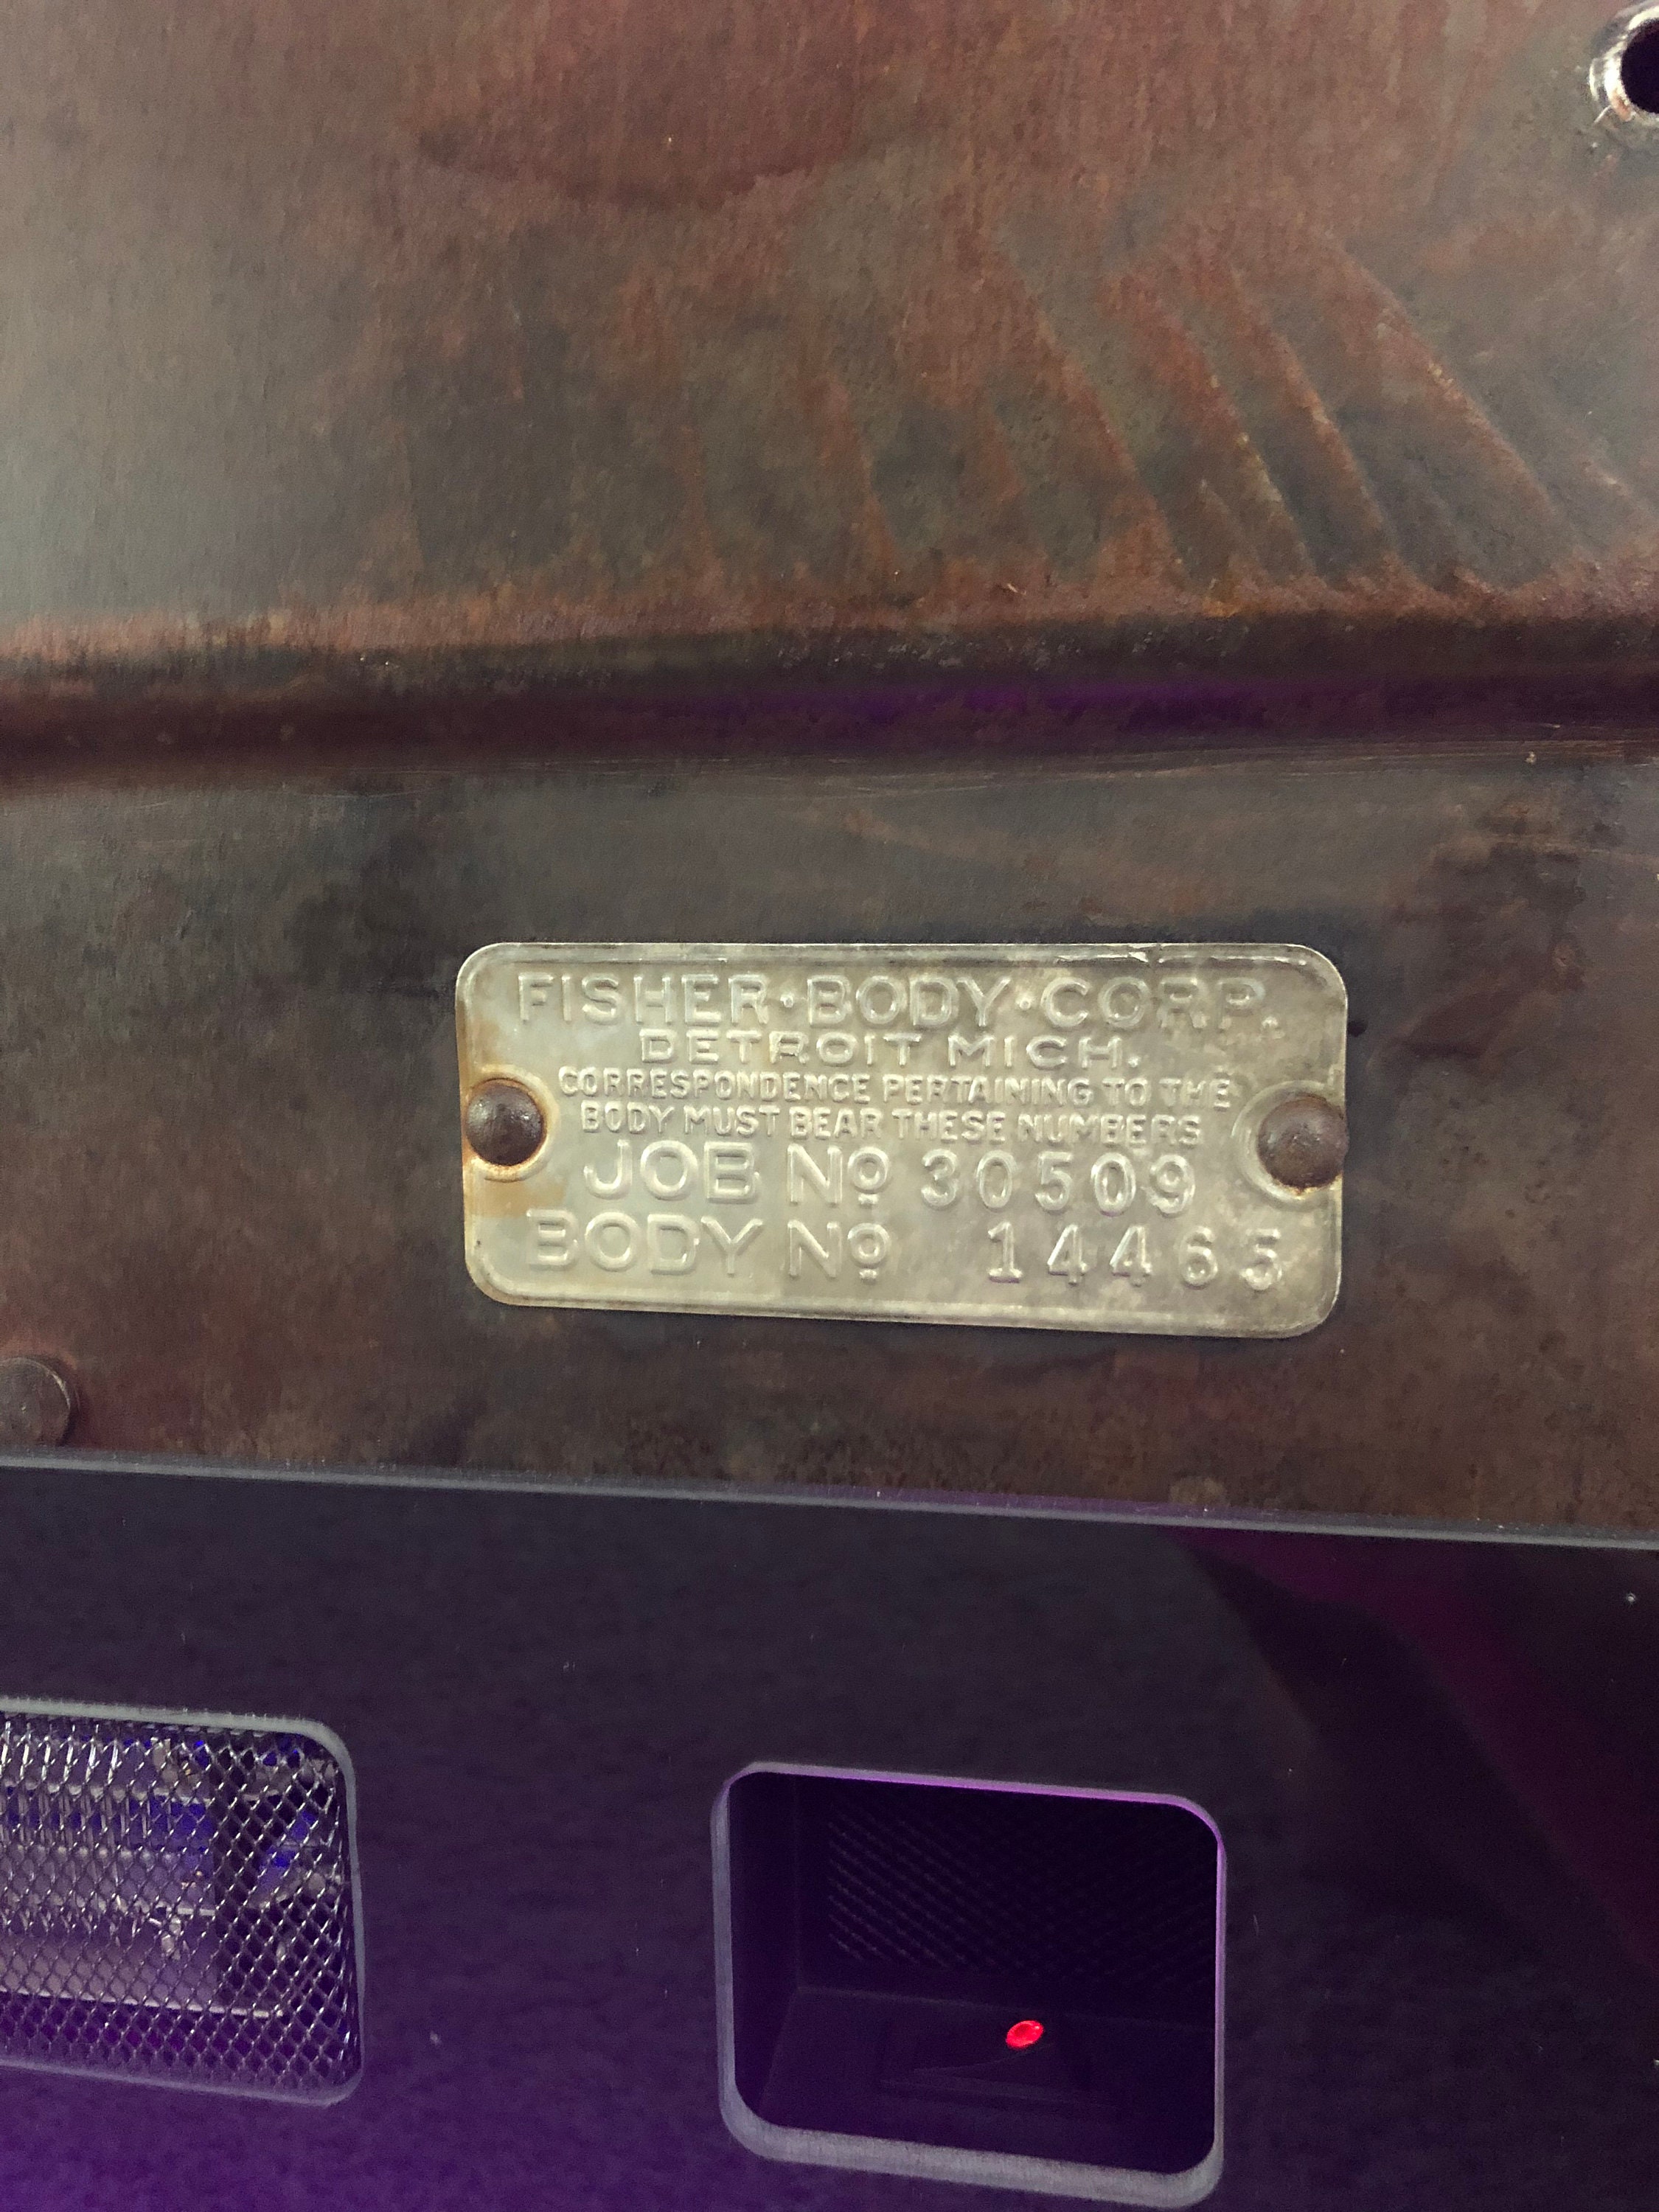 FISHER·BODY·CORP.
DETROIT MICH.
CORRESPONDENCE PERTAINING TO THE
BODY MUST BEAR THESE NUMBERS
JOB Nº 30509
BODY Nº 14465